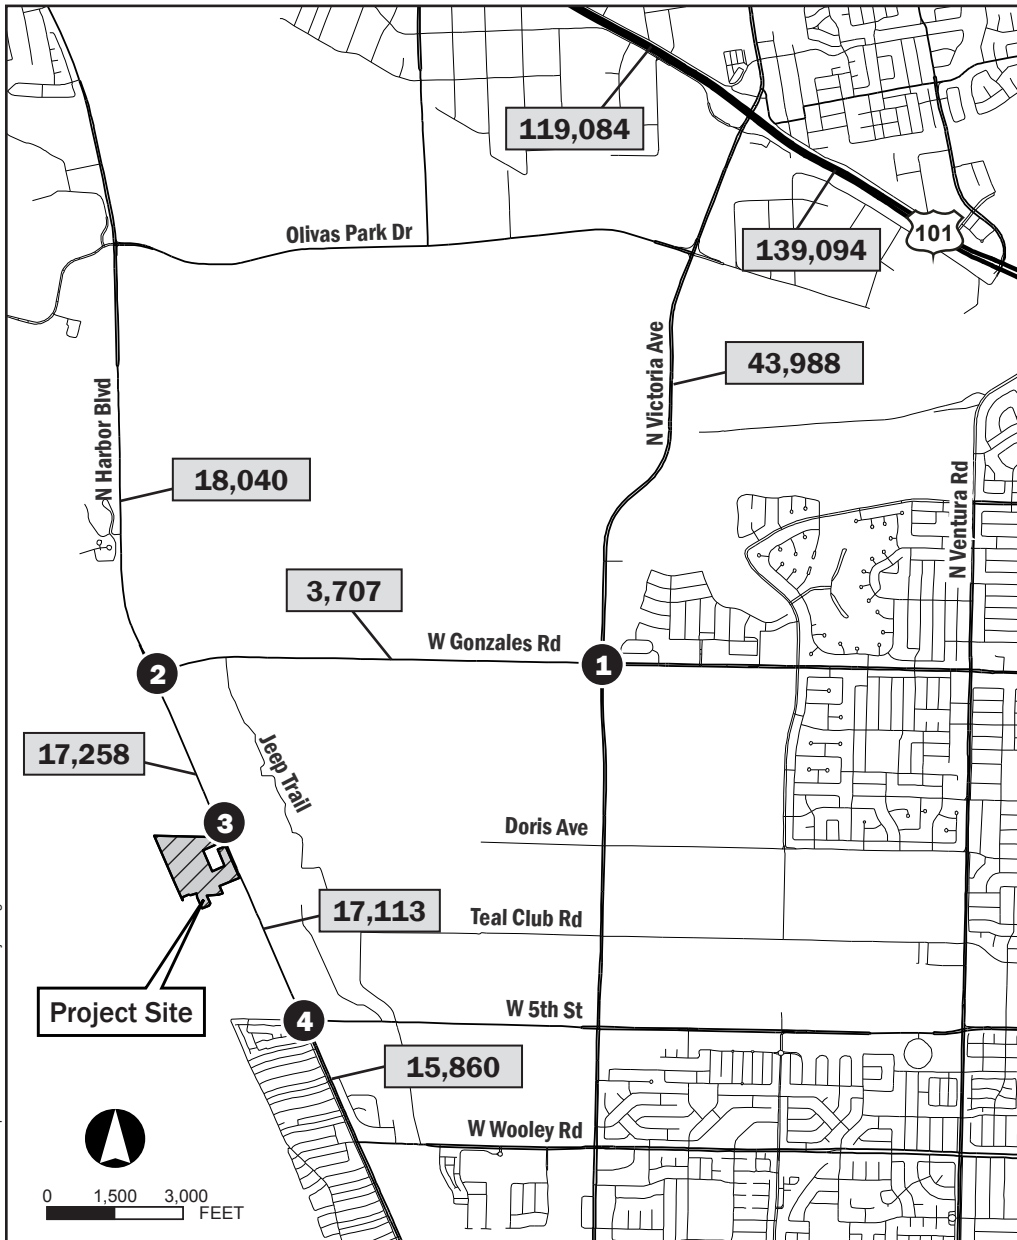 119,084
Olivas Park Dr
101
139,094
N Victoria Ave
43,988
N Harbor Blvd
18,040
N Ventura Rd
3,707
W Gonzales Rd
1
2
17,258
Jeep Trail
3
Doris Ave
17,113
Teal Club Rd
Project Site
W 5th St
4
15,860
W Wooley Rd
0 1,500 3,000
FEET